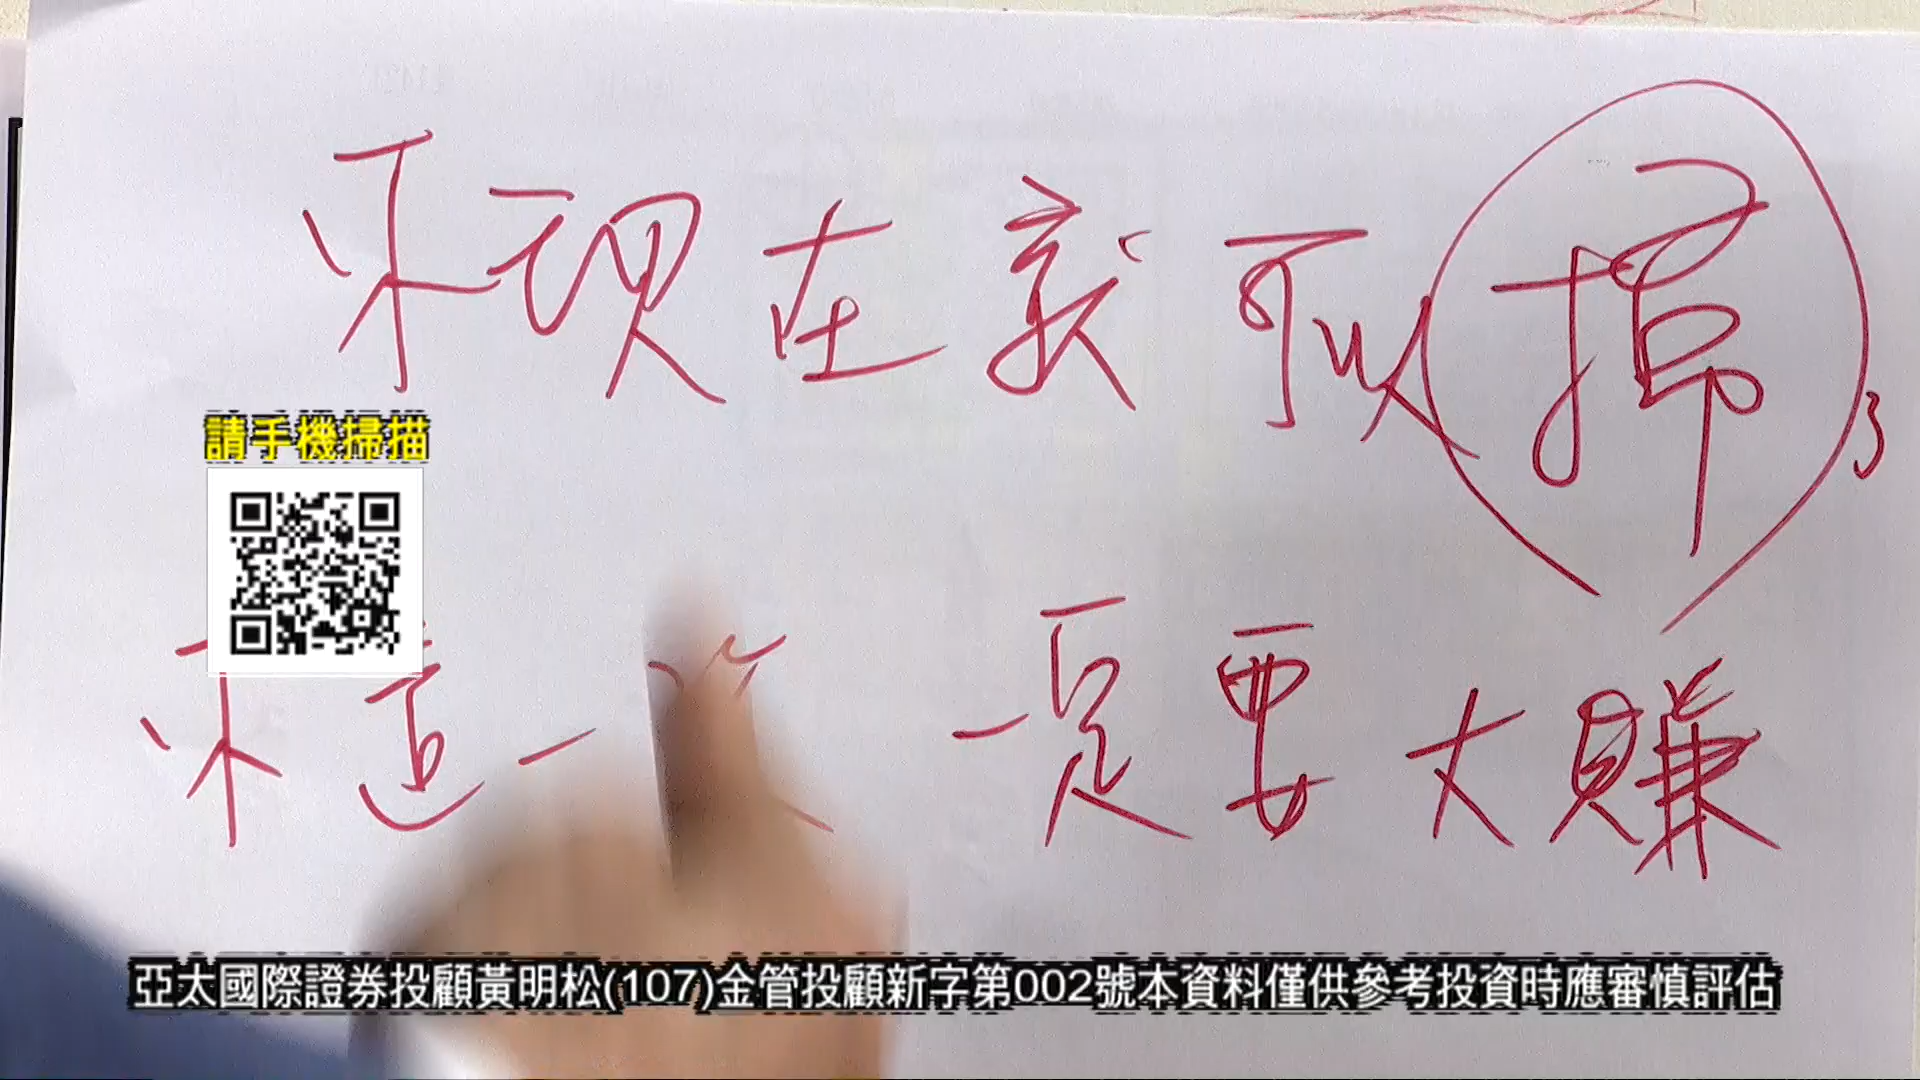 現在就可以掃了
請手機掃描
這一 一定要大賺
亞太國際證券投顧黃明松(107)金管投顧新字第002號本資料僅供參考投資時應審慎評估